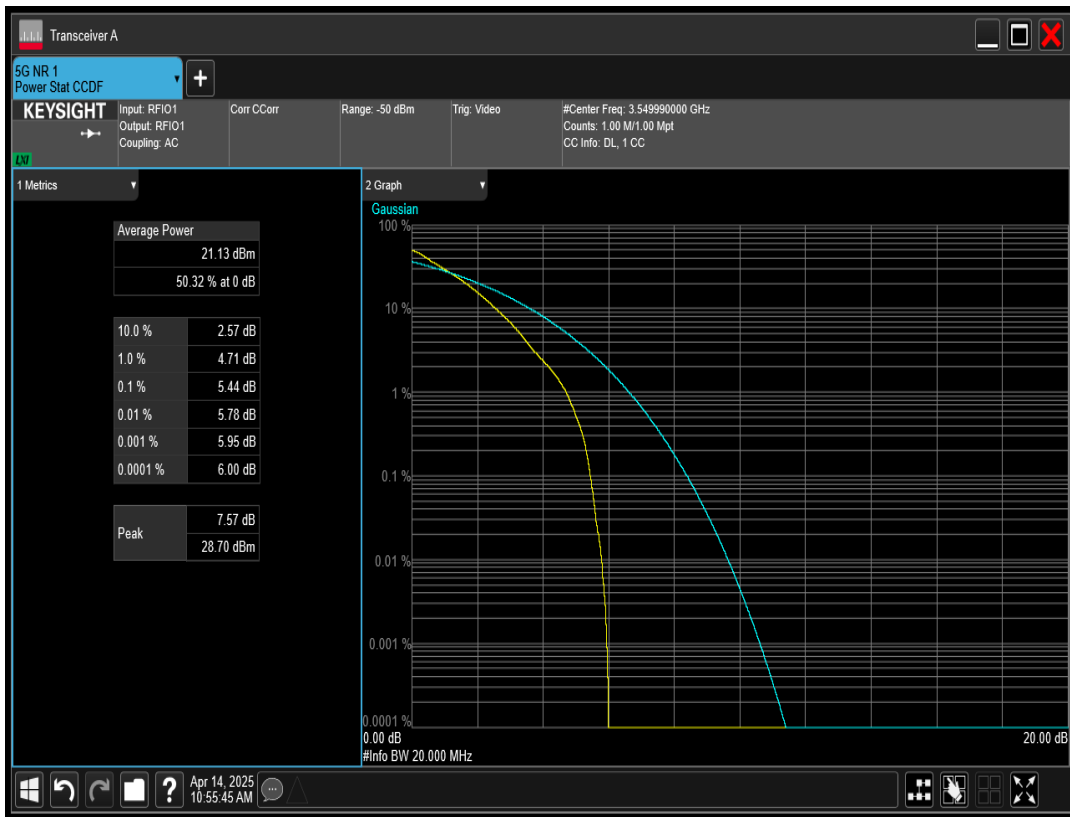 Transceiver A
5G NR 1
Power Stat CCDF
+
KEYSIGHT
LXI
Input: RFIO1
Output: RFIO1
Coupling: AC
Corr CCorr
Range: -50 dBm
Trig: Video
#Center Freq: 3.549990000 GHz
Counts: 1.00 M/1.00 Mpt
CC Info: DL, 1 CC
1 Metrics
Average Power
21.13 dBm
50.32 % at 0 dB
10.0 % 2.57 dB
1.0 % 4.71 dB
0.1 % 5.44 dB
0.01 % 5.78 dB
0.001 % 5.95 dB
0.0001 % 6.00 dB
Peak 7.57 dB
28.70 dBm
2 Graph
Gaussian
100 %
10 %
1 %
0.1 %
0.01 %
0.001 %
0.0001 %
0.00 dB 20.00 dB
#Info BW 20.000 MHz
?
Apr 14, 2025
10:55:45 AM